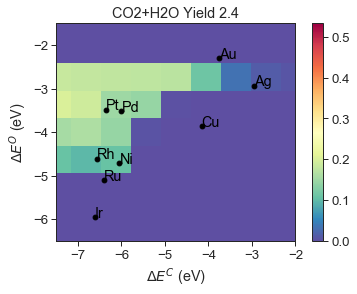 CO2+H2O Yield 2.4
ΔE^O (eV)
−2
−3
−4
−5
−6
Au
Ag
Pt
Pd
Cu
Rh
Ni
Ru
Ir
−7
−6
−5
−4
−3
−2
ΔE^C (eV)
0.5
0.4
0.3
0.2
0.1
0.0